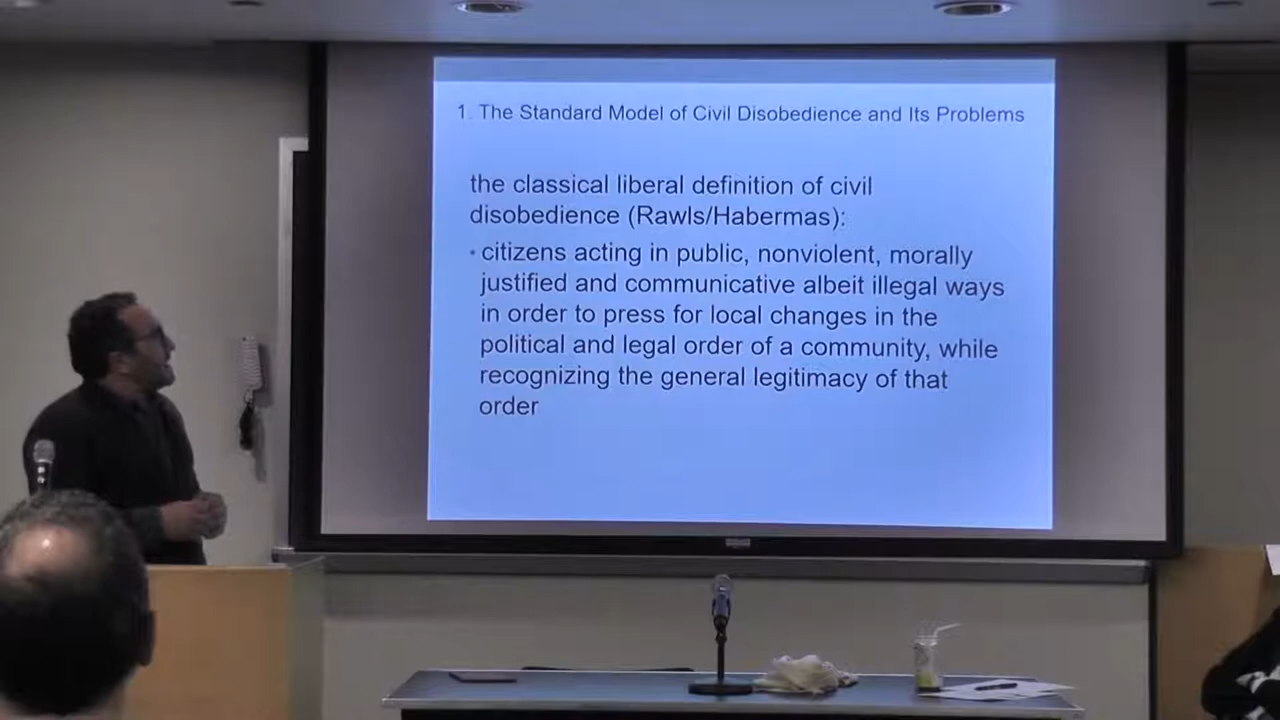 1. The Standard Model of Civil Disobedience and Its Problems
the classical liberal definition of civil
disobedience (Rawls/Habermas):
• citizens acting in public, nonviolent, morally
justified and communicative albeit illegal ways
in order to press for local changes in the
political and legal order of a community, while
recognizing the general legitimacy of that
order